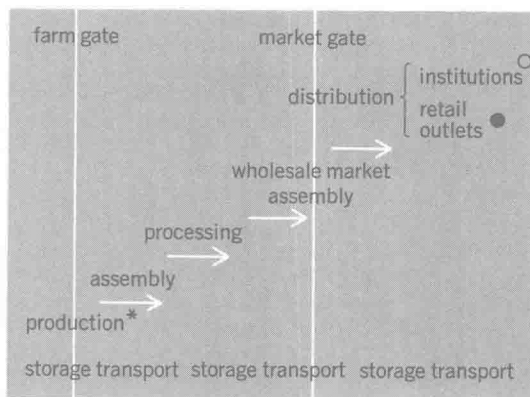 farm gate market gate
institutions
distribution
retail
outlets
wholesale market
assembly
processing
assembly
production*
storage transport storage transport storage transport